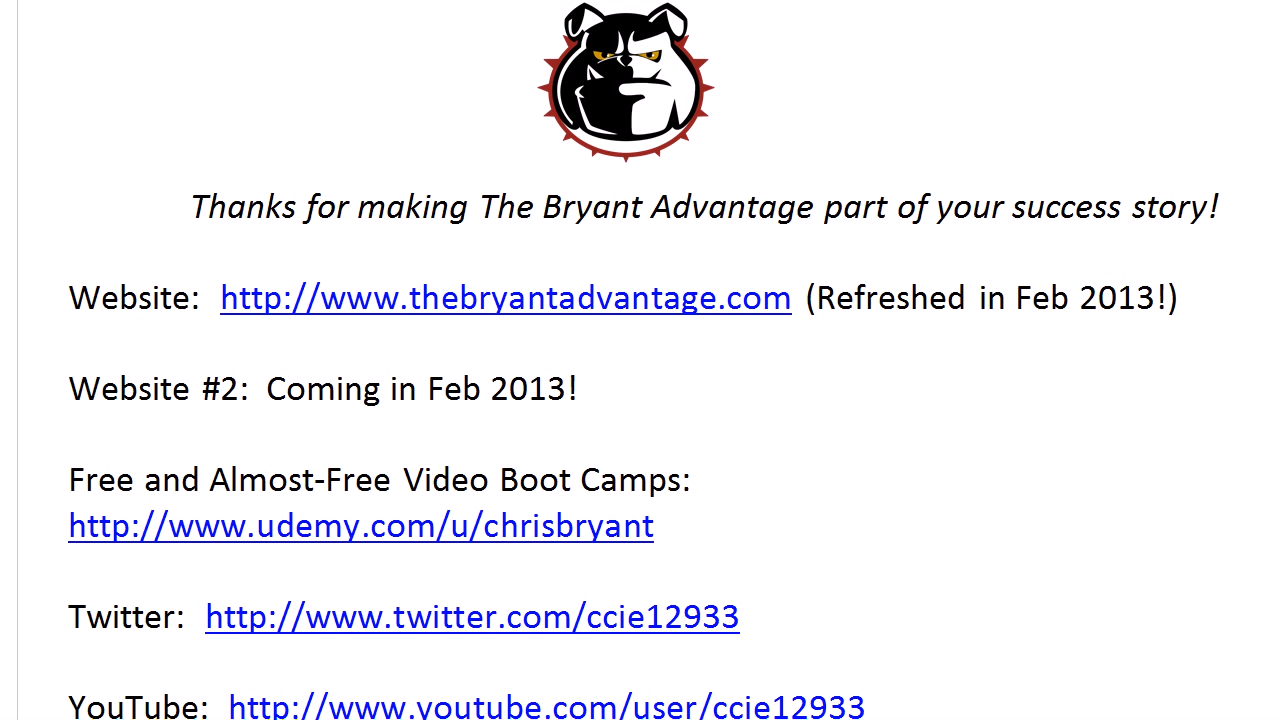 Thanks for making The Bryant Advantage part of your success story!
Website: http://www.thebryantadvantage.com (Refreshed in Feb 2013!)
Website #2: Coming in Feb 2013!
Free and Almost-Free Video Boot Camps:
http://www.udemy.com/u/chrisbryant
Twitter: http://www.twitter.com/ccie12933
YouTube: http://www.youtube.com/user/ccie12933